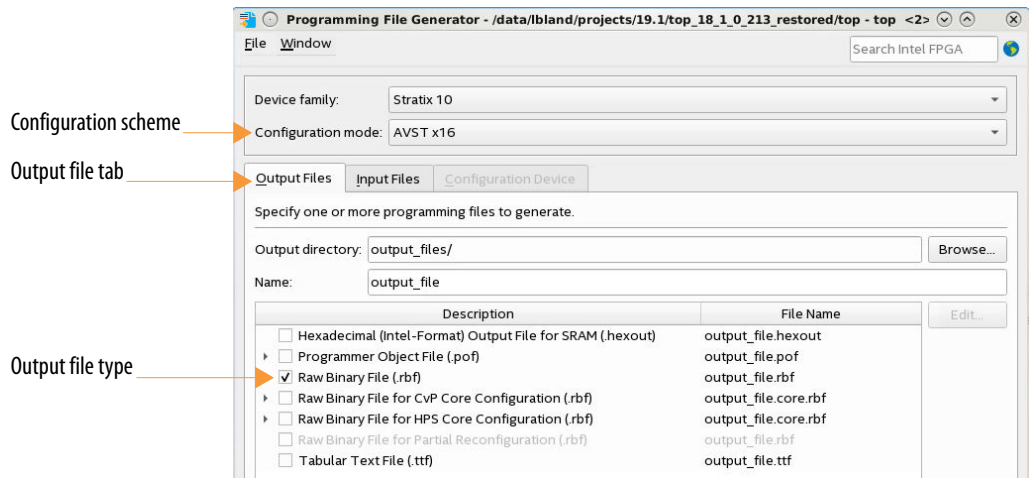 Programming File Generator - /data/lbland/projects/19.1/top_18_1_0_213_restored/top - top <2>
File Window
Search Intel FPGA
Device family: Stratix 10
Configuration scheme
Configuration mode: AVST x16
Output file tab
Output Files Input Files Configuration Device
Specify one or more programming files to generate.
Output directory: output_files/ Browse...
Name: output_file
Description File Name Edit...
Hexadecimal (Intel-Format) Output File for SRAM (.hexout) output_file.hexout
Programmer Object File (.pof) output_file.pof
Output file type
Raw Binary File (.rbf) output_file.rbf
Raw Binary File for CvP Core Configuration (.rbf) output_file.core.rbf
Raw Binary File for HPS Core Configuration (.rbf) output_file.core.rbf
Raw Binary File for Partial Reconfiguration (.rbf) output_file.rbf
Tabular Text File (.ttf) output_file.ttf